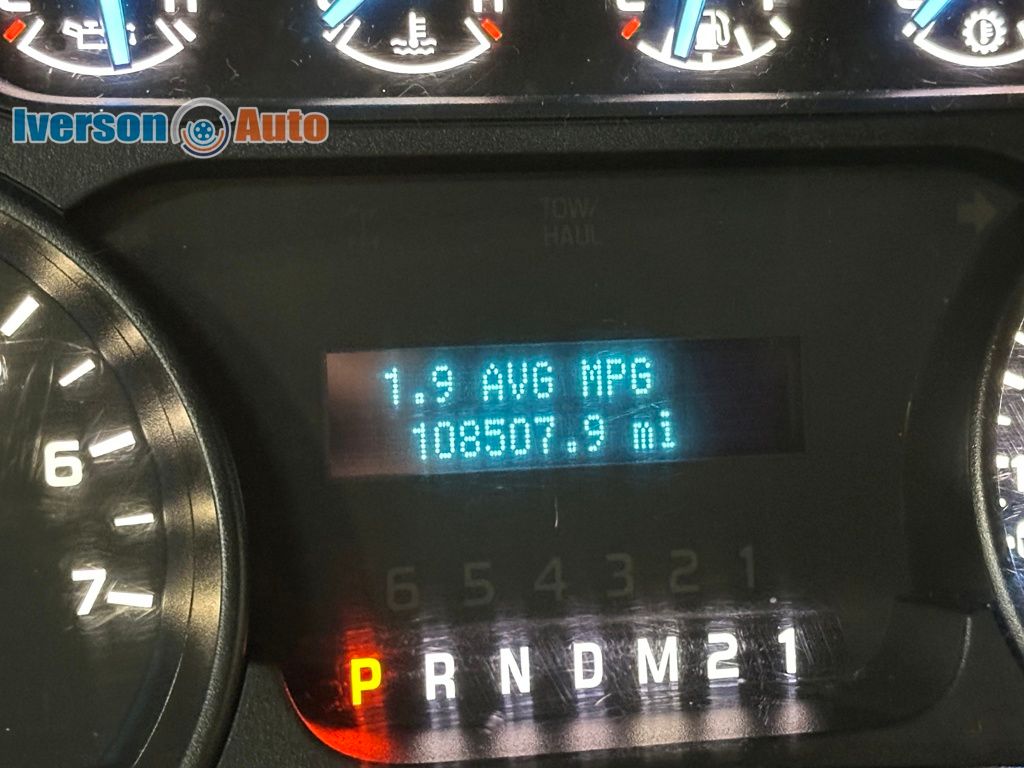 H
E
Iverson Auto
TOW/
HAUL
1.9 AVG MPG
108507.9 mi
6
7
6 5 4 3 2 1
P R N D M 2 1